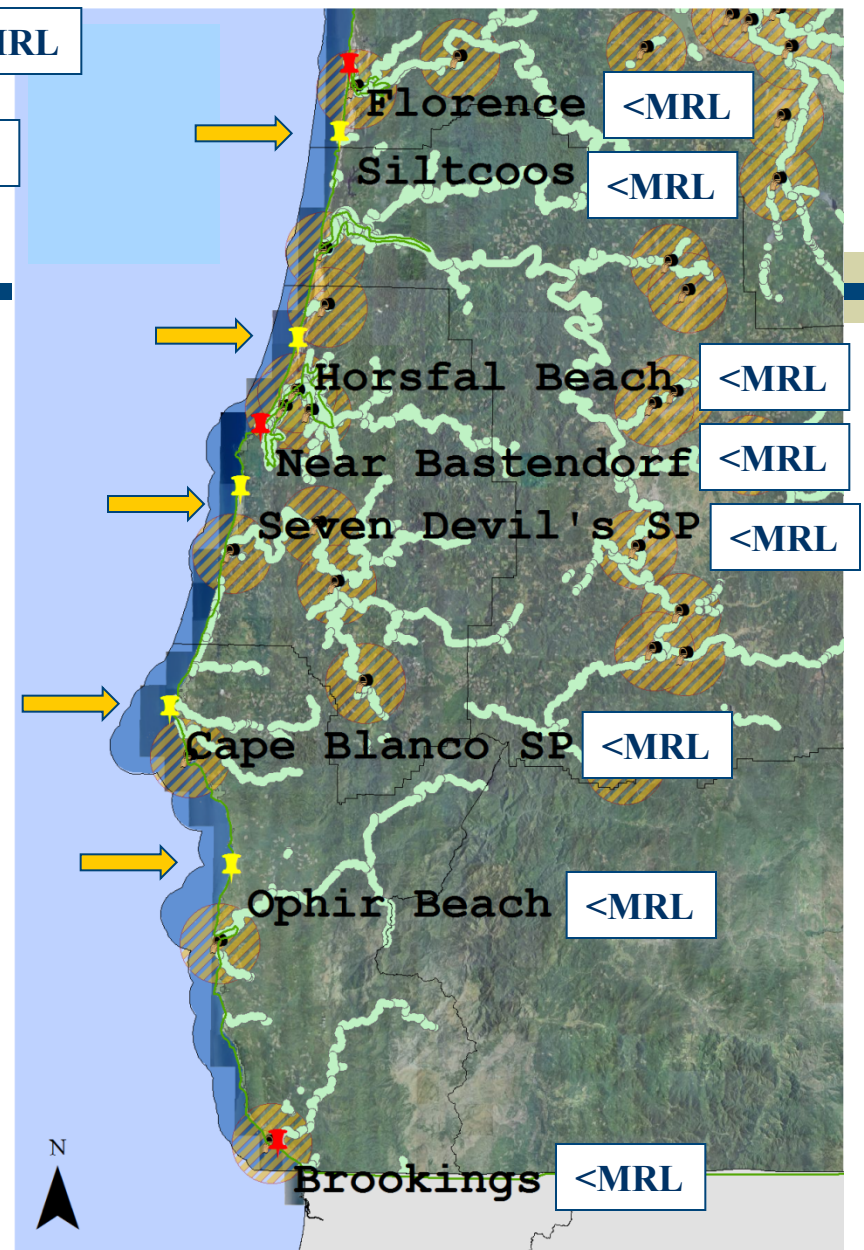 MRL
Florence <MRL
Siltcoos <MRL
Horsfal Beach <MRL
Near Bastendorf <MRL
Seven Devil's SP <MRL
Cape Blanco SP <MRL
Ophir Beach <MRL
Brookings <MRL
N